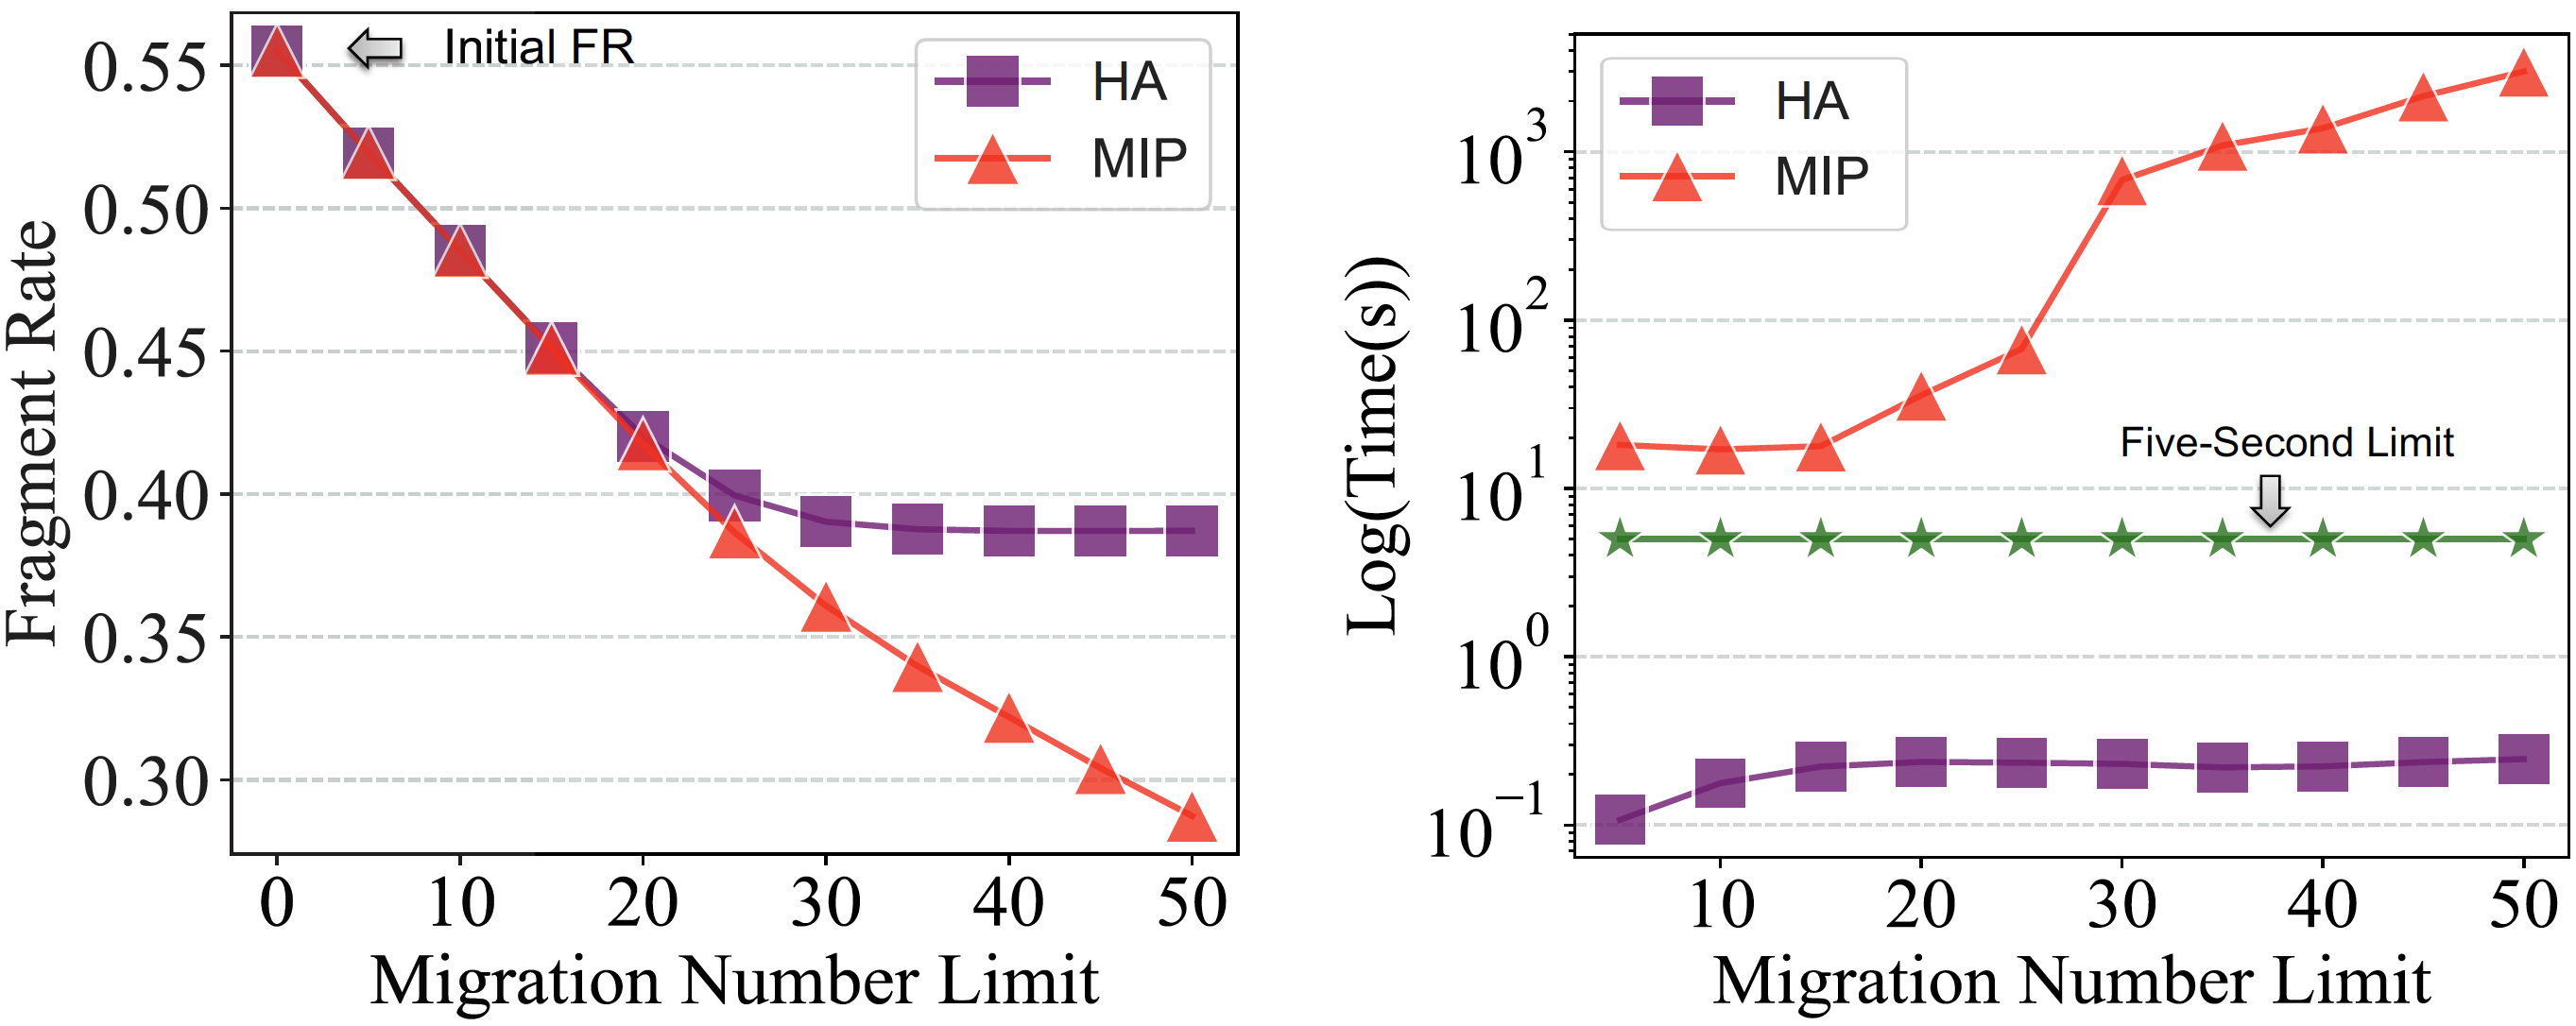 Fragment Rate
0.55
0.50
0.45
0.40
0.35
0.30
Initial FR
HA
MIP
0 10 20 30 40 50
Migration Number Limit
Log(Time(s))
10^3
10^2
10^1
10^0
10^−1
HA
MIP
Five-Second Limit
10 20 30 40 50
Migration Number Limit